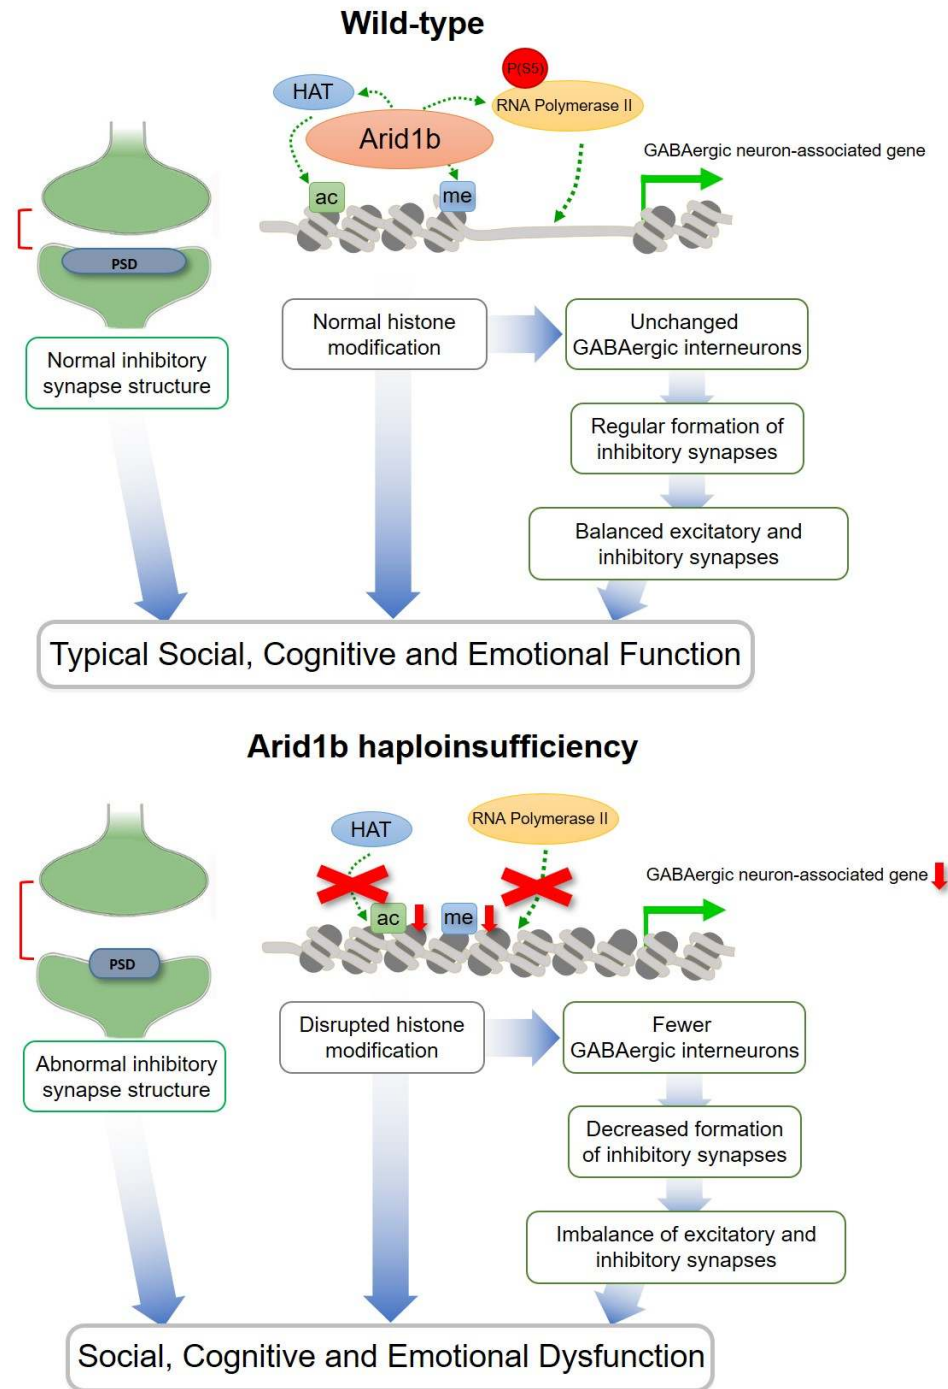 Wild-type
P(S5)
HAT
RNA Polymerase II
Arid1b
GABAergic neuron-associated gene
ac
me
PSD
Normal inhibitory
synapse structure
Normal histone
modification
Unchanged
GABAergic interneurons
Regular formation of
inhibitory synapses
Balanced excitatory and
inhibitory synapses
Typical Social, Cognitive and Emotional Function
Arid1b haploinsufficiency
HAT
RNA Polymerase II
GABAergic neuron-associated gene
ac
me
PSD
Abnormal inhibitory
synapse structure
Disrupted histone
modification
Fewer
GABAergic interneurons
Decreased formation
of inhibitory synapses
Imbalance of excitatory and
inhibitory synapses
Social, Cognitive and Emotional Dysfunction